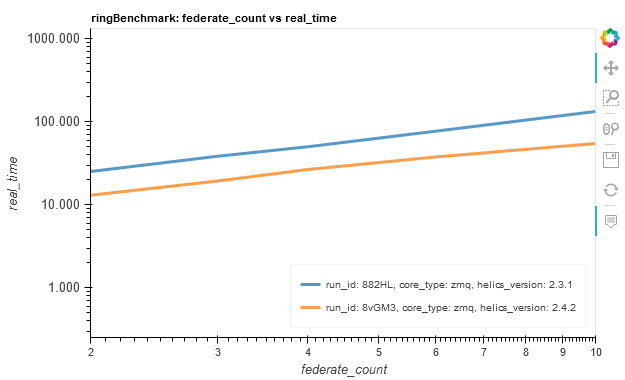 ringBenchmark: federate_count vs real_time
1000.000
100.000
10.000
1.000
real_time
run_id: 882HL, core_type: zmq, helics_version: 2.3.1
run_id: 8vGM3, core_type: zmq, helics_version: 2.4.2
2 3 4 5 6 7 8 9 10
federate_count